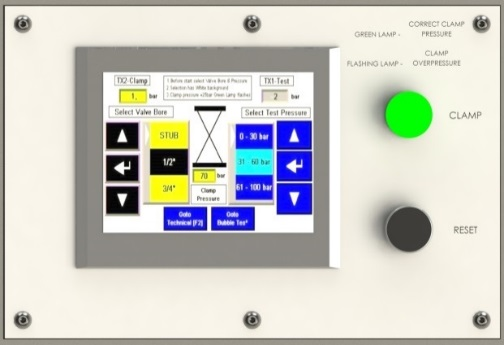 CORRECT CLAMP
GREEN LAMP - PRESSURE
CLAMP
FLASHING LAMP - OVERPRESSURE
TX2-Clamp
1. Before start select Valve Bore & Pressure
2 Selection has White background
3 Clamp pressure
Green Lamp flashes
TX1-Test
1. bar
2 bar
Select Valve Bore
Select Test Pressure
CLAMP
STUB
0 - 30 bar
1/2"
31 - 60 bar
70 bar
3/4"
61 - 100 bar
Clamp
Pressure
Goto
Technical [F2]
Goto
Bubble Tes*
RESET